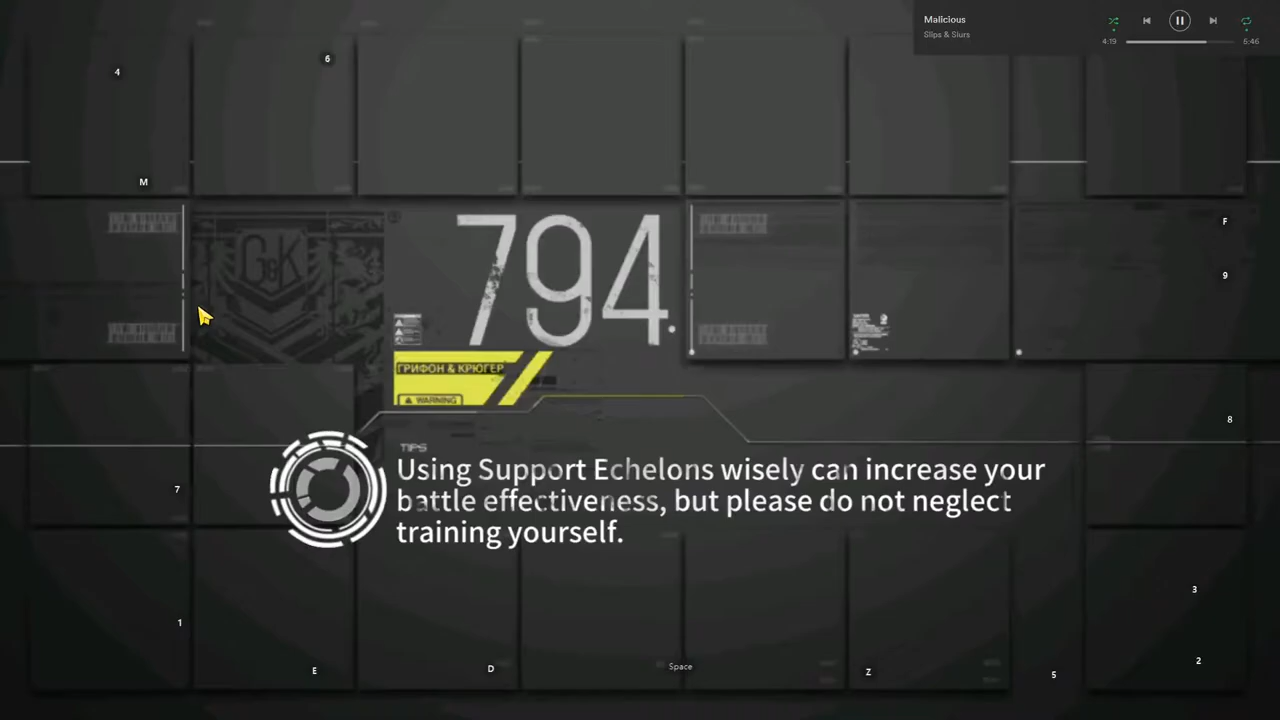 Malicious
Slips & Slurs
4:19
6:46
4
6
M
G&K
794.
F
9
ГРИФОН & КРЮГЕР
WARNING
8
TIPS
Using Support Echelons wisely can increase your
battle effectiveness, but please do not neglect
training yourself.
7
3
1
2
E
D
Space
Z
5